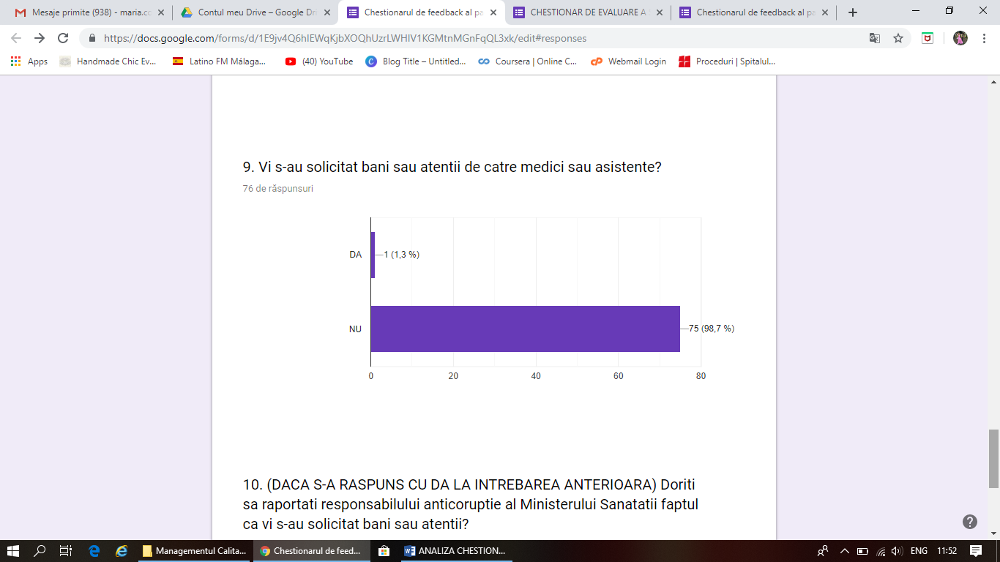 Mesaje primite (938) - maria.co
Contul meu Drive – Google Dri
Chestionarul de feedback al pa
CHESTIONAR DE EVALUARE A
Chestionarul de feedback al pa
https://docs.google.com/forms/d/1E9jv4Q6hIEWqKjbXOQhUzrLWHIV1KGMtnMGnFqQL3xk/edit#responses
Apps
Handmade Chic Ev...
Latino FM Málaga...
(40) YouTube
Blog Title – Untitled...
Coursera | Online C...
Webmail Login
Proceduri | Spitalul...
9. Vi s-au solicitat bani sau atentii de catre medici sau asistente?
76 de răspunsuri
DA
1 (1,3 %)
NU
75 (98,7 %)
0 20 40 60 80
10. (DACA S-A RASPUNS CU DA LA INTREBAREA ANTERIOARA) Doriti
sa raportati responsabilului anticoruptie al Ministerului Sanatatii faptul
ca vi s-au solicitat bani sau atentii?
Managementul Calita...
Chestionarul de feed...
ANALIZA CHESTION...
ENG
11:52